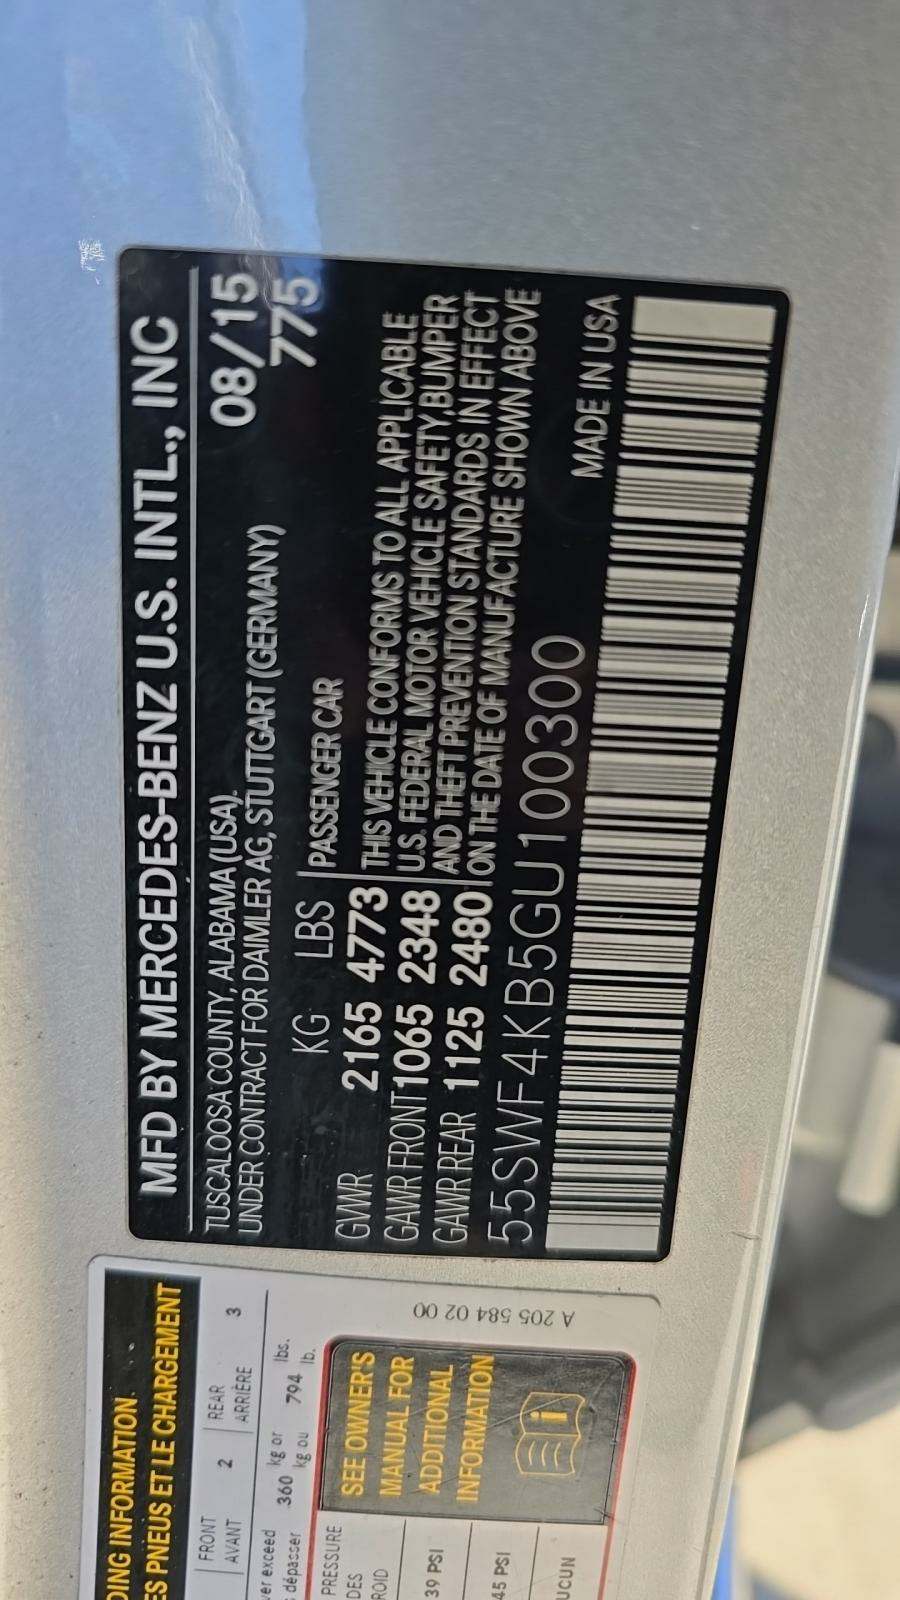 MFD BY MERCEDES-BENZ U.S. INTL., INC
TUSCALOOSA COUNTY, ALABAMA (USA). 08/15
UNDER CONTRACT FOR DAIMLER AG, STUTTGART (GERMANY) 775
KG LBS PASSENGER CAR
GVWR 2165 4773 THIS VEHICLE CONFORMS TO ALL APPLICABLE
GAWR FRONT 1065 2348 U.S. FEDERAL MOTOR VEHICLE SAFETY,BUMPER
GAWR REAR 1125 2480 AND THEFT PREVENTION STANDARDS IN EFFECT
ON THE DATE OF MANUFACTURE SHOWN ABOVE
55SWF4KB5GU100300
MADE IN USA
INFORMATION
PNEUS ET LE CHARGEMENT
FRONT 2 REAR 3
AVANT ARRIÈRE
exceed 360 kg or 794 lbs.
dépasser kg ou lb.
PRESSURE
DES
39 PSI
45 PSI
SEE OWNER'S
MANUAL FOR
ADDITIONAL
INFORMATION
A 205 584 02 00